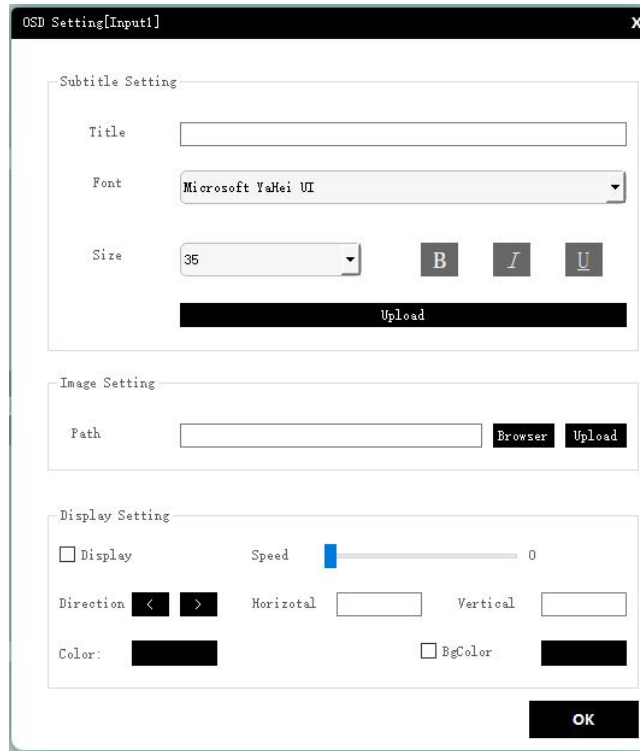 OSD Setting[Input1] X
Subtitle Setting
Title
Font Microsoft YaHei UI
Size 35 B I U
Upload
Image Setting
Path Browser Upload
Display Setting
Display Speed 0
Direction < > Horizotal Vertical
Color: BgColor
OK